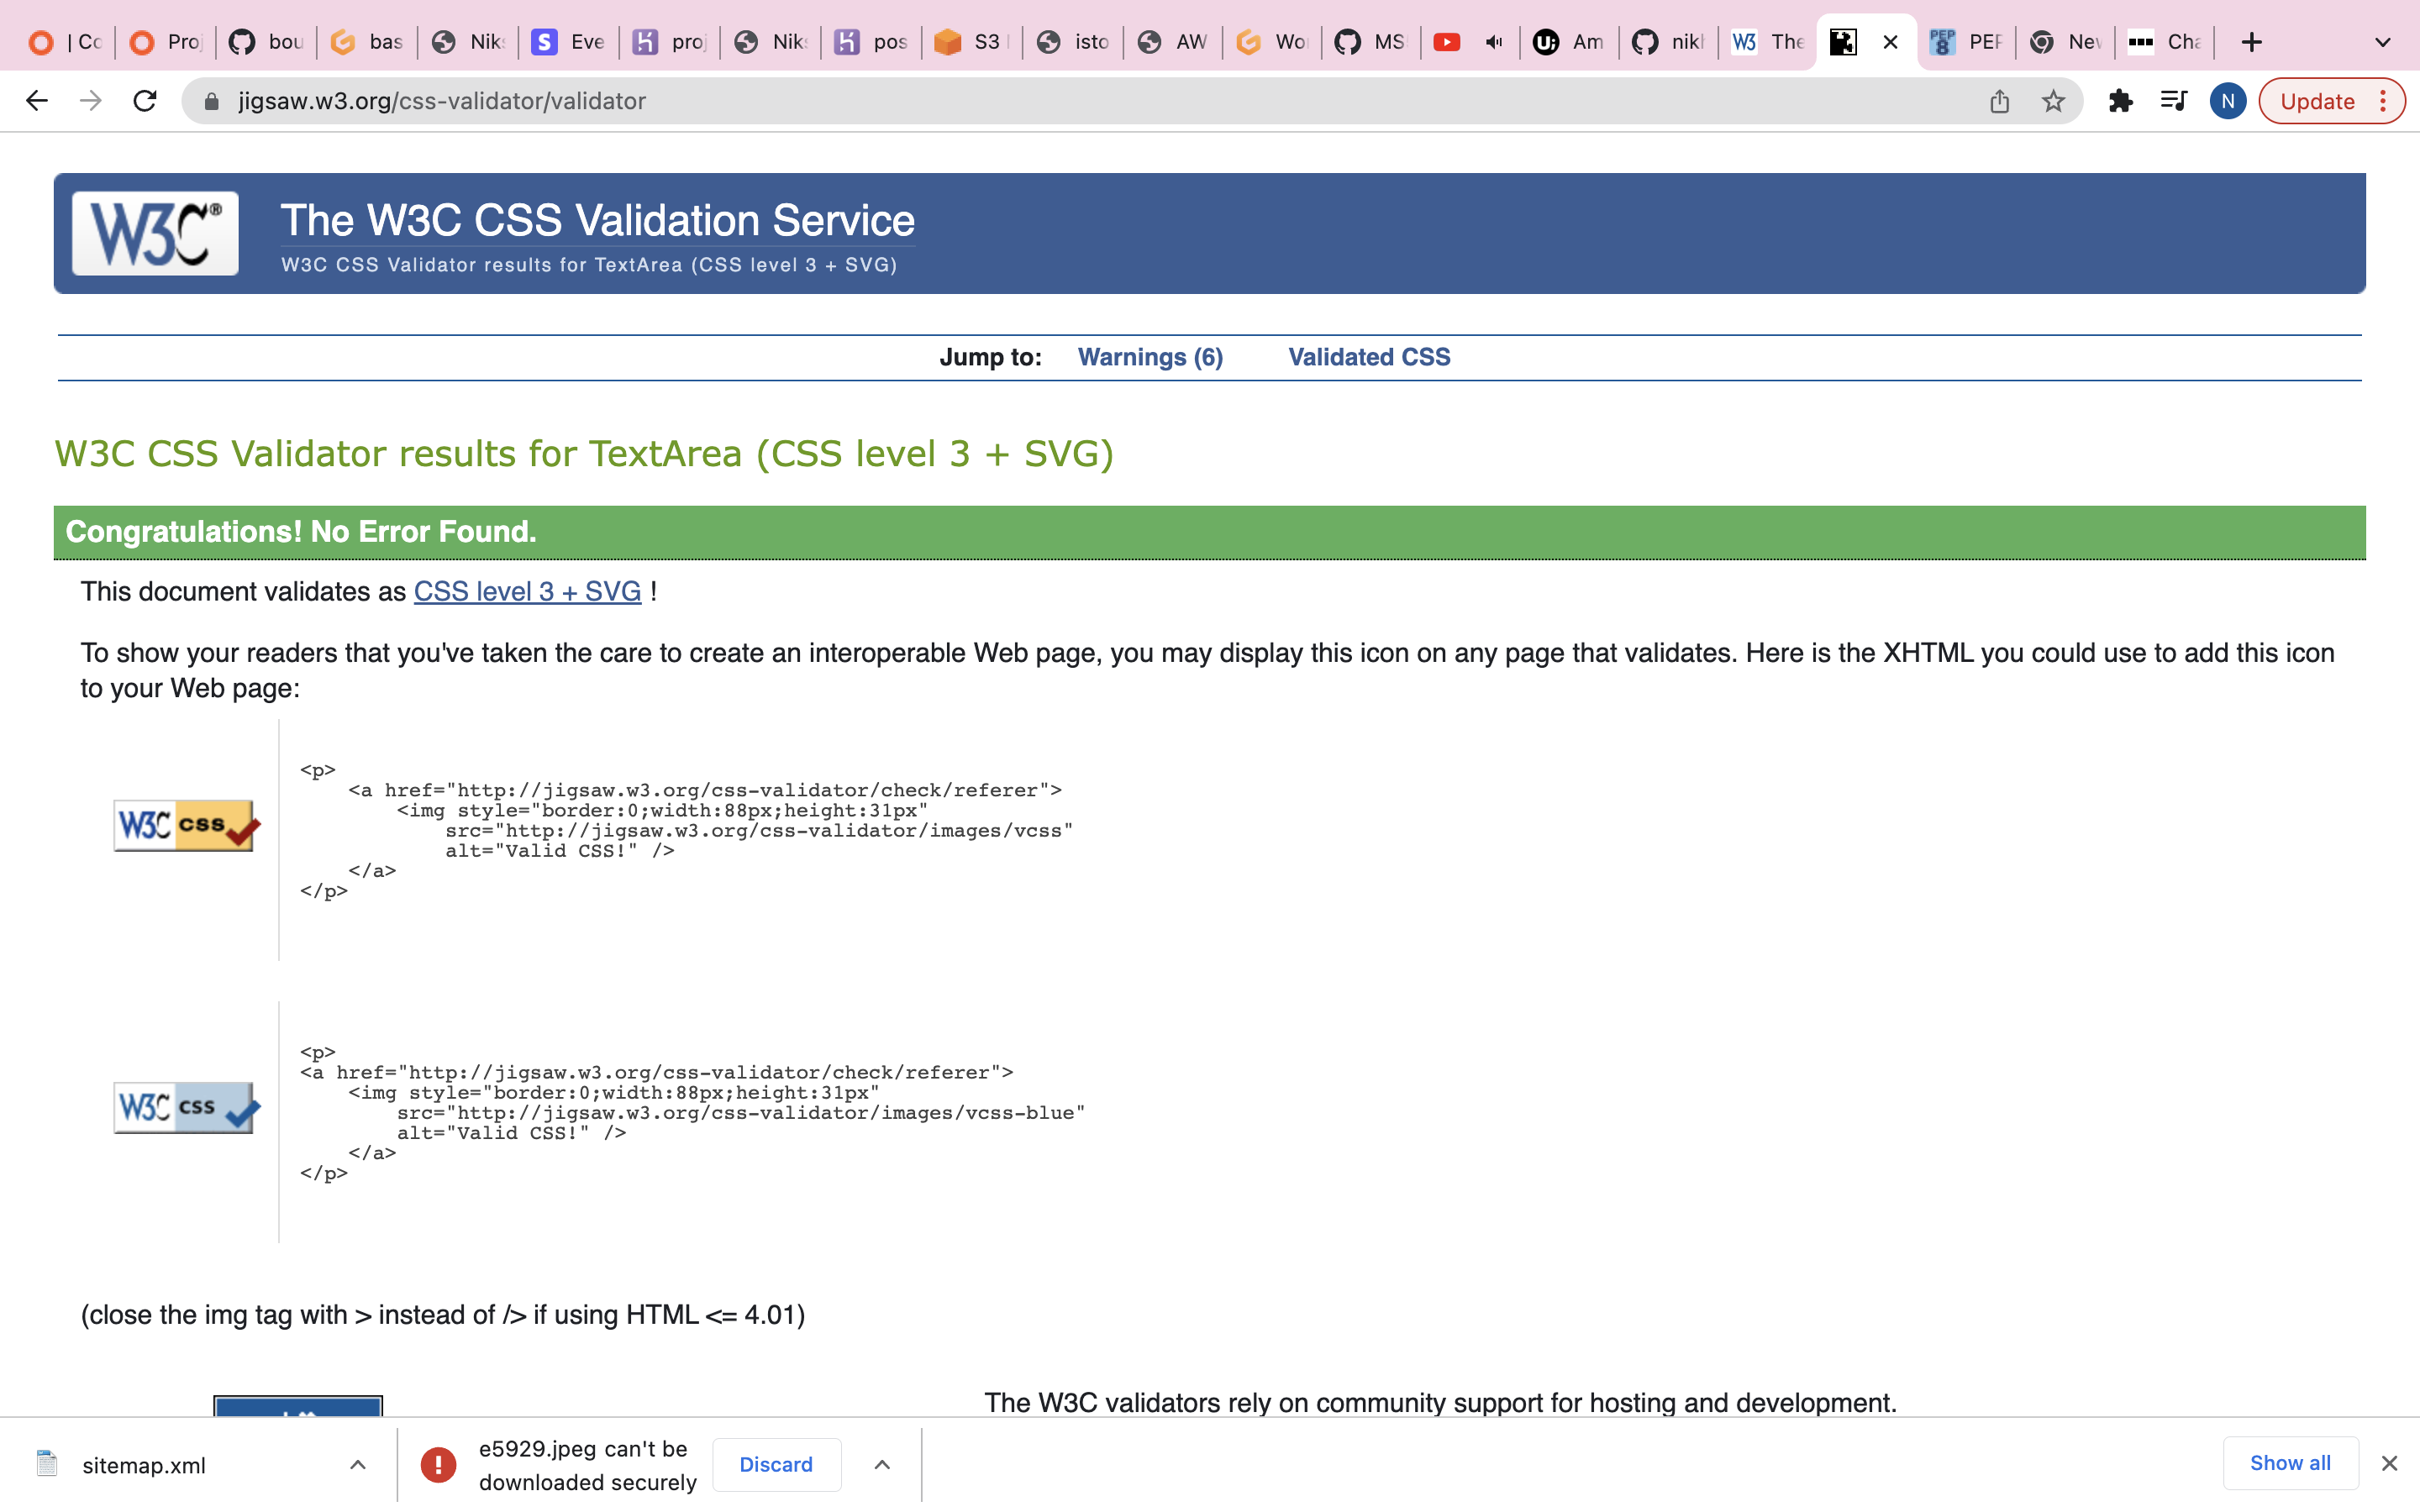 | Co
Proj
bou
bas
Niks
Eve
proj
Niks
pos
S3
isto
AW
Wor
MS
Am
nikh
The
PEP
8
PEP
Nev
Cha
jigsaw.w3.org/css-validator/validator
N
Update
W3C®
The W3C CSS Validation Service
W3C CSS Validator results for TextArea (CSS level 3 + SVG)
Jump to: Warnings (6) Validated CSS
W3C CSS Validator results for TextArea (CSS level 3 + SVG)
Congratulations! No Error Found.
This document validates as CSS level 3 + SVG !
To show your readers that you've taken the care to create an interoperable Web page, you may display this icon on any page that validates. Here is the XHTML you could use to add this icon
to your Web page:
W3C css
<p>
<a href="http://jigsaw.w3.org/css-validator/check/referer">
<img style="border:0;width:88px;height:31px"
src="http://jigsaw.w3.org/css-validator/images/vcss"
alt="Valid CSS!" />
</a>
</p>
W3C css
<p>
<a href="http://jigsaw.w3.org/css-validator/check/referer">
<img style="border:0;width:88px;height:31px"
src="http://jigsaw.w3.org/css-validator/images/vcss-blue"
alt="Valid CSS!" />
</a>
</p>
(close the img tag with > instead of /> if using HTML <= 4.01)
The W3C validators rely on community support for hosting and development.
sitemap.xml
e5929.jpeg can't be
downloaded securely
Discard
Show all